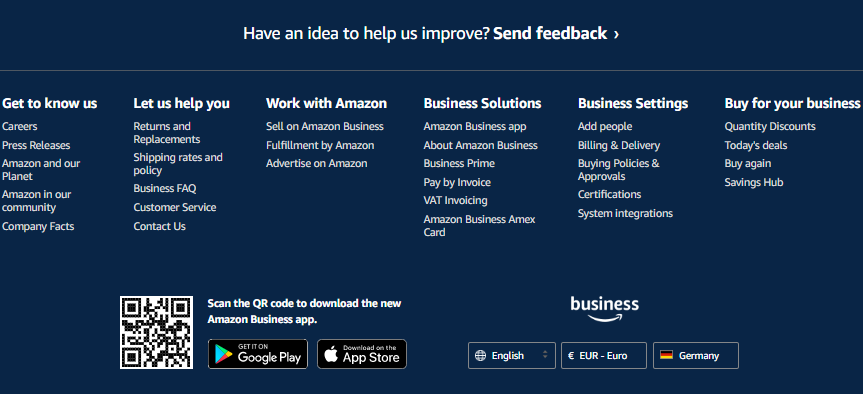 Have an idea to help us improve? Send feedback ›
Get to know us
Careers
Press Releases
Amazon and our
Planet
Amazon in our
community
Company Facts
Let us help you
Returns and
Replacements
Shipping rates and
policy
Business FAQ
Customer Service
Contact Us
Work with Amazon
Sell on Amazon Business
Fulfillment by Amazon
Advertise on Amazon
Business Solutions
Amazon Business app
About Amazon Business
Business Prime
Pay by Invoice
VAT Invoicing
Amazon Business Amex
Card
Business Settings
Add people
Billing & Delivery
Buying Policies &
Approvals
Certifications
System integrations
Buy for your business
Quantity Discounts
Today's deals
Buy again
Savings Hub
Scan the QR code to download the new
Amazon Business app.
GET IT ON
Google Play
Download on the
App Store
business
English
€ EUR - Euro
Germany